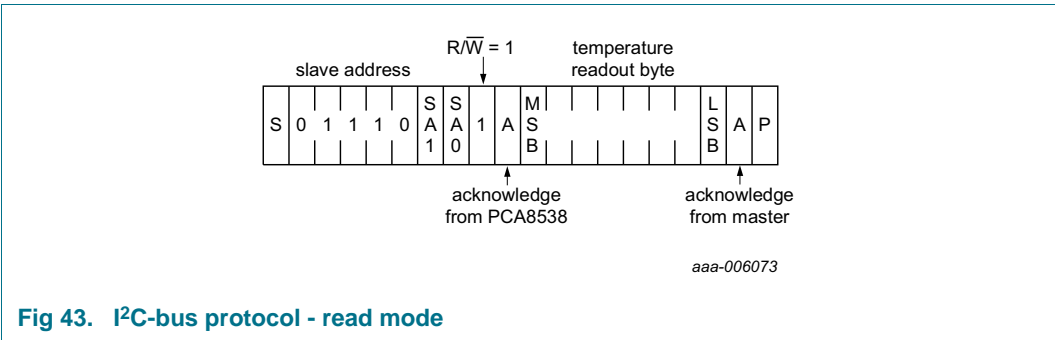 R/W̅ = 1
temperature
slave address
readout byte
S 0 1 1 1 0 SA1 SA0 1 A MSB LSB A P
acknowledge
from PCA8538
acknowledge
from master
aaa-006073
Fig 43. I²C-bus protocol - read mode